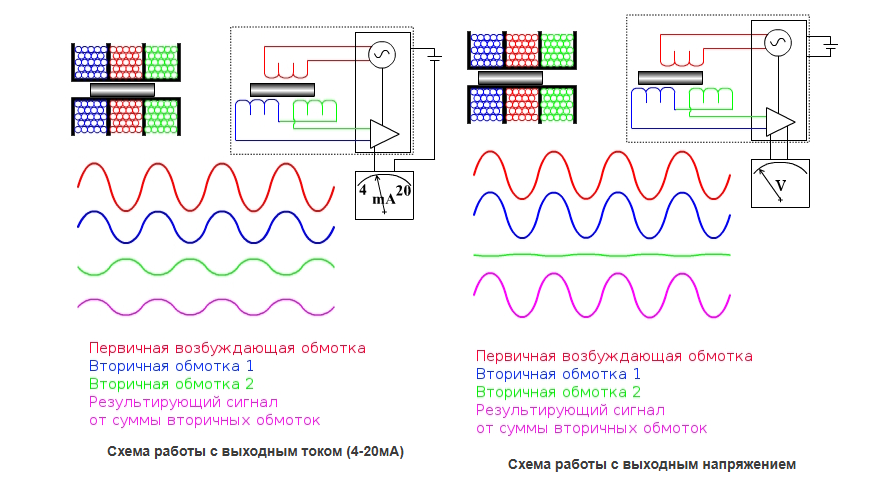 4 20
mA
V
Первичная возбуждающая обмотка
Вторичная обмотка 1
Вторичная обмотка 2
Результирующий сигнал
от суммы вторичных обмоток
Схема работы с выходным током (4-20мА)
Первичная возбуждающая обмотка
Вторичная обмотка 1
Вторичная обмотка 2
Результирующий сигнал
от суммы вторичных обмоток
Схема работы с выходным напряжением